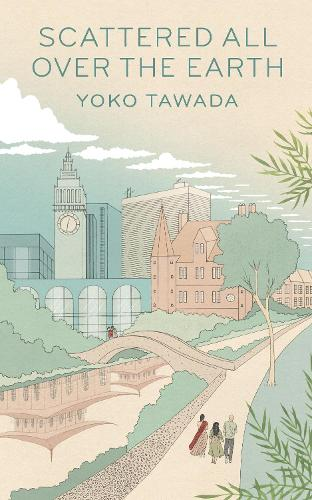 SCATTERED ALL
OVER THE EARTH
YOKO TAWADA